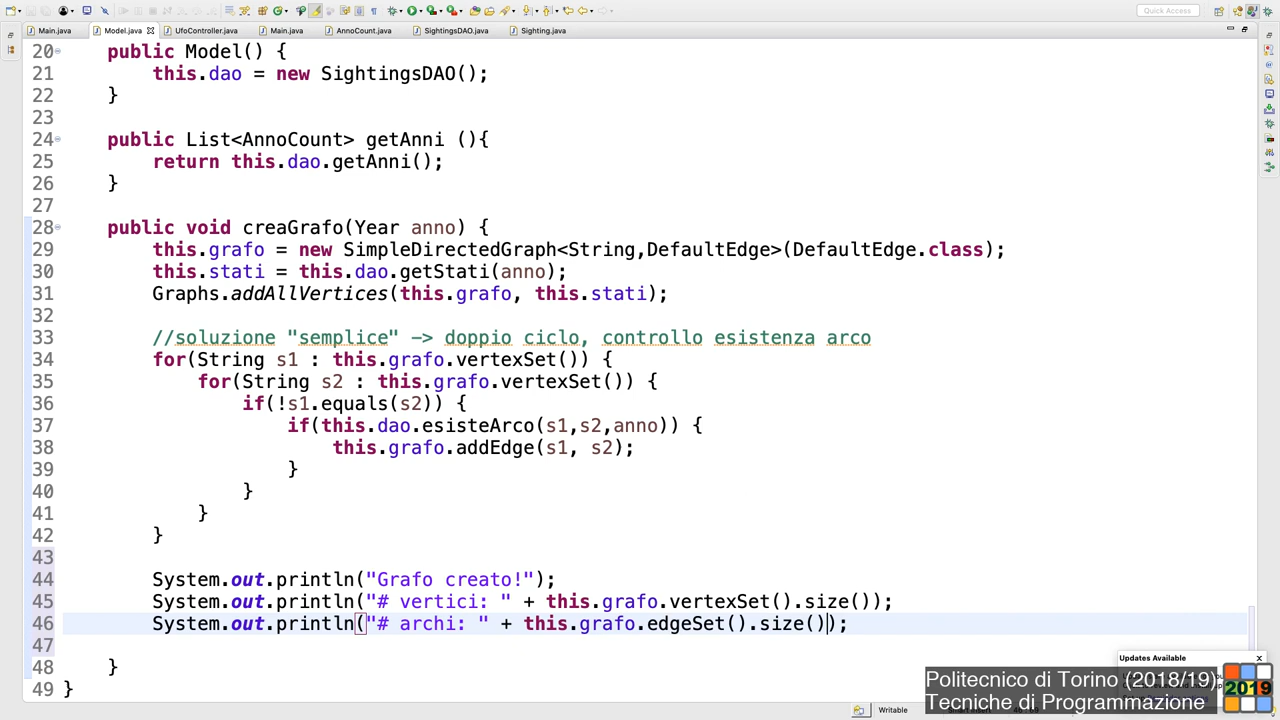 Quick Access
Main.java Model.java UfoController.java Main.java AnnoCount.java SightingsDAO.java Sighting.java
20 public Model() {
21 this.dao = new SightingsDAO();
22 }
23
24 public List<AnnoCount> getAnni (){
25 return this.dao.getAnni();
26 }
27
28 public void creaGrafo(Year anno) {
29 this.grafo = new SimpleDirectedGraph<String,DefaultEdge>(DefaultEdge.class);
30 this.stati = this.dao.getStati(anno);
31 Graphs.addAllVertices(this.grafo, this.stati);
32
33 //soluzione "semplice" -> doppio ciclo, controllo esistenza arco
34 for(String s1 : this.grafo.vertexSet()) {
35 for(String s2 : this.grafo.vertexSet()) {
36 if(!s1.equals(s2)) {
37 if(this.dao.esisteArco(s1,s2,anno)) {
38 this.grafo.addEdge(s1, s2);
39 }
40 }
41 }
42 }
43
44 System.out.println("Grafo creato!");
45 System.out.println("# vertici: " + this.grafo.vertexSet().size());
46 System.out.println("# archi: " + this.grafo.edgeSet().size());
47
48 }
49 }
Updates Available
Politecnico di Torino (2018/19)
Tecniche di Programmazione
2019
Writable